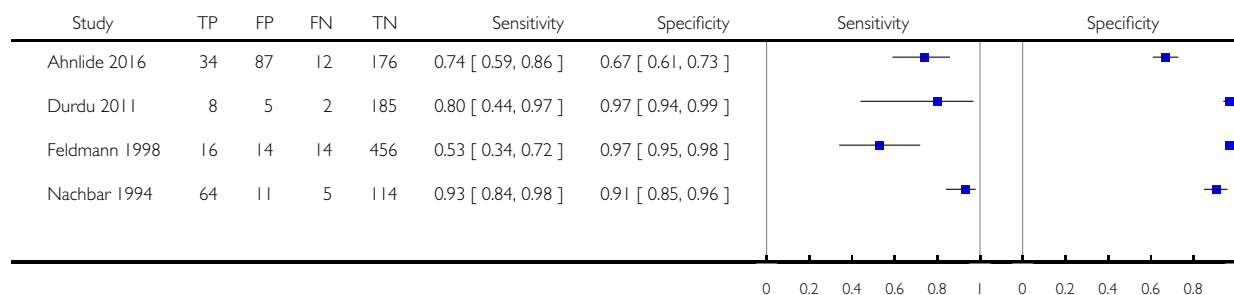 Study TP FP FN TN Sensitivity Specificity Sensitivity Specificity
Ahnlide 2016 34 87 12 176 0.74 [ 0.59, 0.86 ] 0.67 [ 0.61, 0.73 ]
Durdu 2011 8 5 2 185 0.80 [ 0.44, 0.97 ] 0.97 [ 0.94, 0.99 ]
Feldmann 1998 16 14 14 456 0.53 [ 0.34, 0.72 ] 0.97 [ 0.95, 0.98 ]
Nachbar 1994 64 11 5 114 0.93 [ 0.84, 0.98 ] 0.91 [ 0.85, 0.96 ]
0 0.2 0.4 0.6 0.8 1 0 0.2 0.4 0.6 0.8